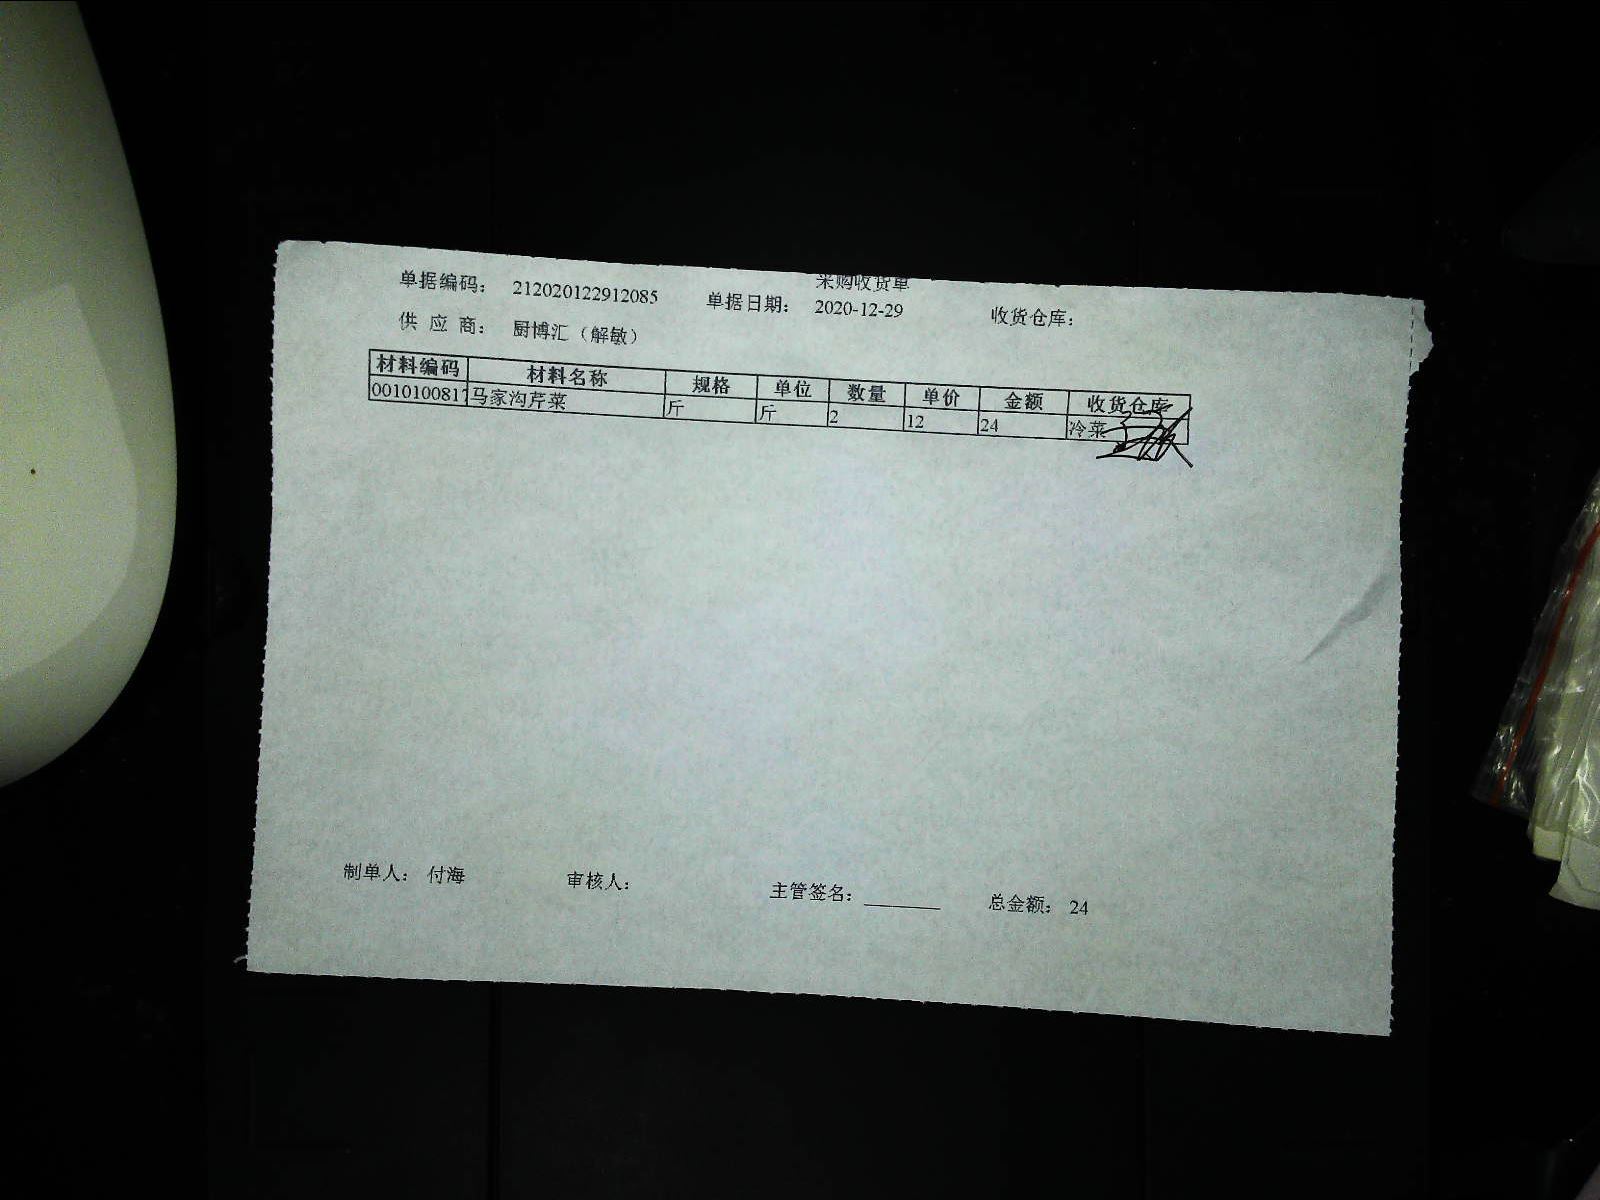 采购收货单
单据编码： 212020122912085 单据日期： 2020-12-29 收货仓库：
供 应 商： 厨博汇（解敏）
材料编码 材料名称 规格 单位 数量 单价 金额 收货仓库
0010100817 马家沟芹菜 斤 斤 2 12 24 冷菜
制单人： 付海 审核人： 主管签名： 总金额： 24